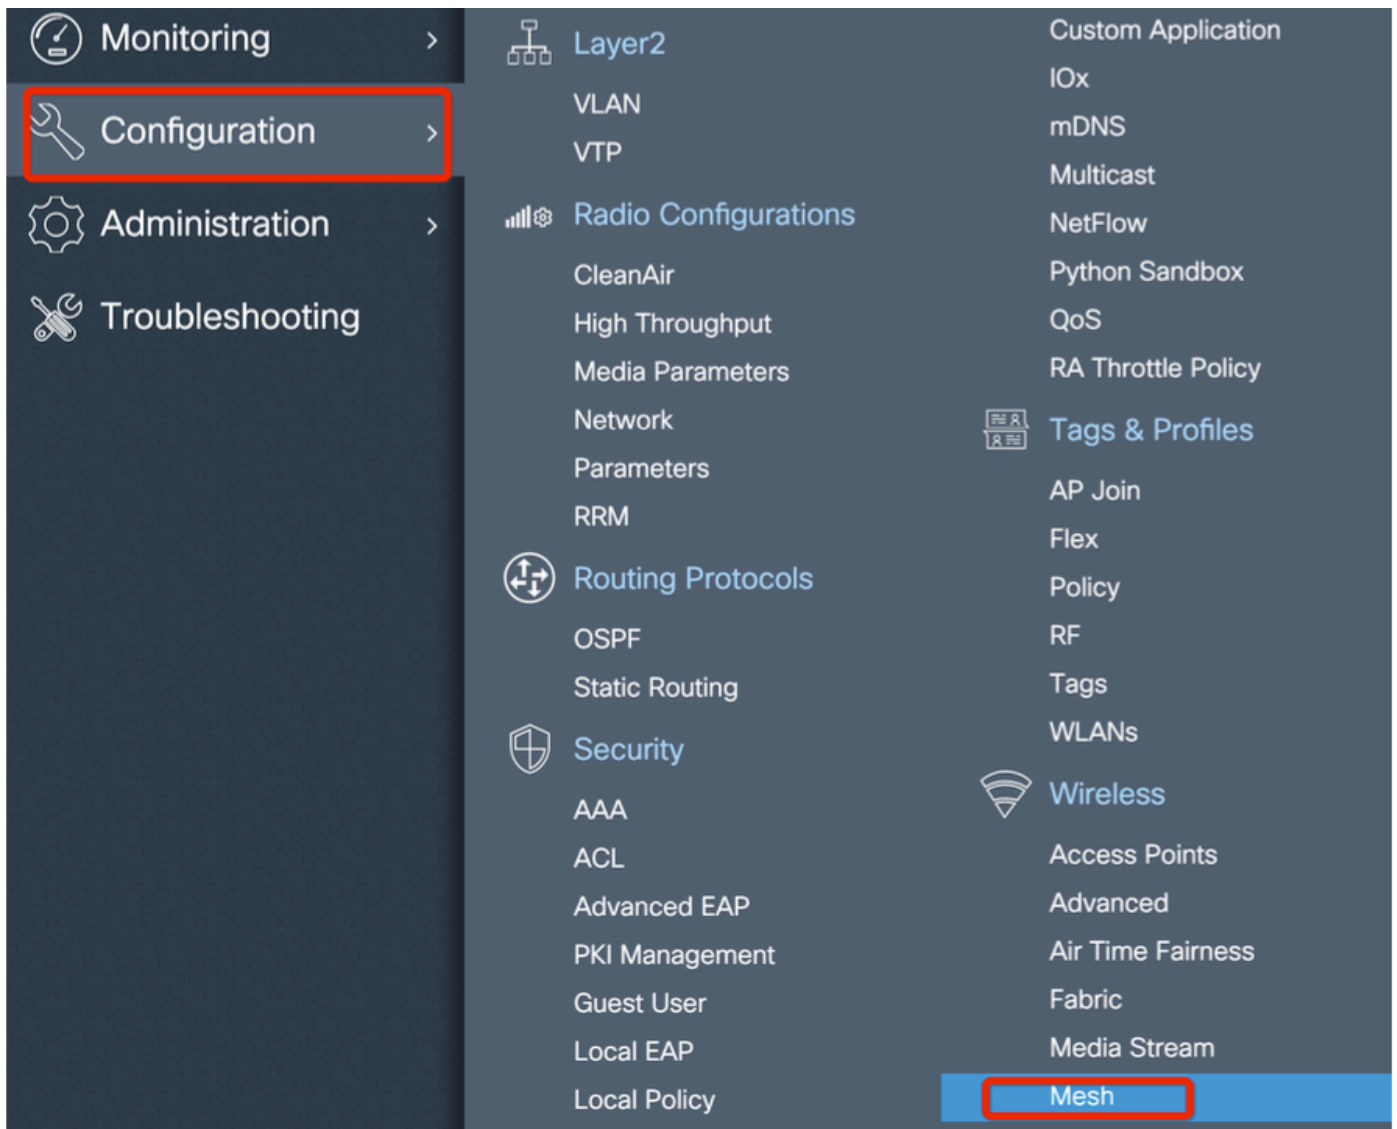 Monitoring
Configuration
Administration
Troubleshooting
Layer2
VLAN
VTP
Radio Configurations
CleanAir
High Throughput
Media Parameters
Network
Parameters
RRM
Routing Protocols
OSPF
Static Routing
Security
AAA
ACL
Advanced EAP
PKI Management
Guest User
Local EAP
Local Policy
Custom Application
IOx
mDNS
Multicast
NetFlow
Python Sandbox
QoS
RA Throttle Policy
Tags & Profiles
AP Join
Flex
Policy
RF
Tags
WLANs
Wireless
Access Points
Advanced
Air Time Fairness
Fabric
Media Stream
Mesh